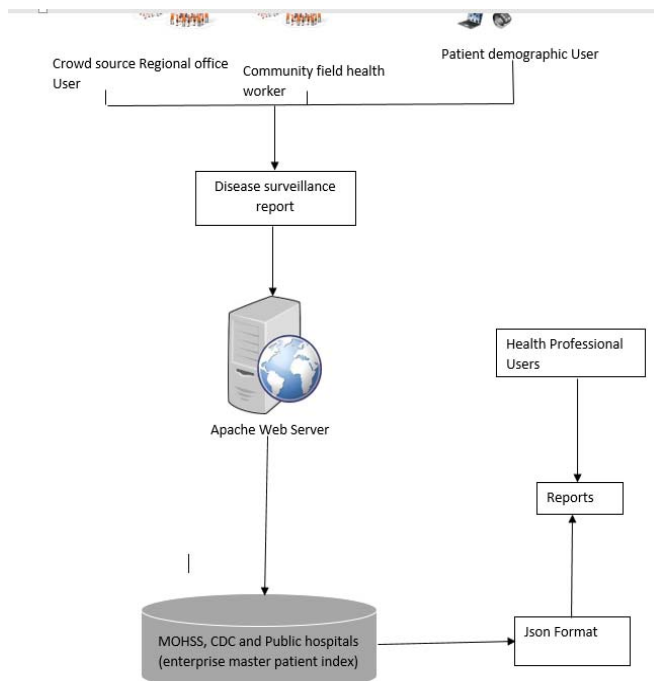 Crowd source Regional office
User
Community field health
worker
Patient demographic User
Disease surveillance
report
Apache Web Server
Health Professional
Users
Reports
MOHSS, CDC and Public hospitals
(enterprise master patient index)
Json Format